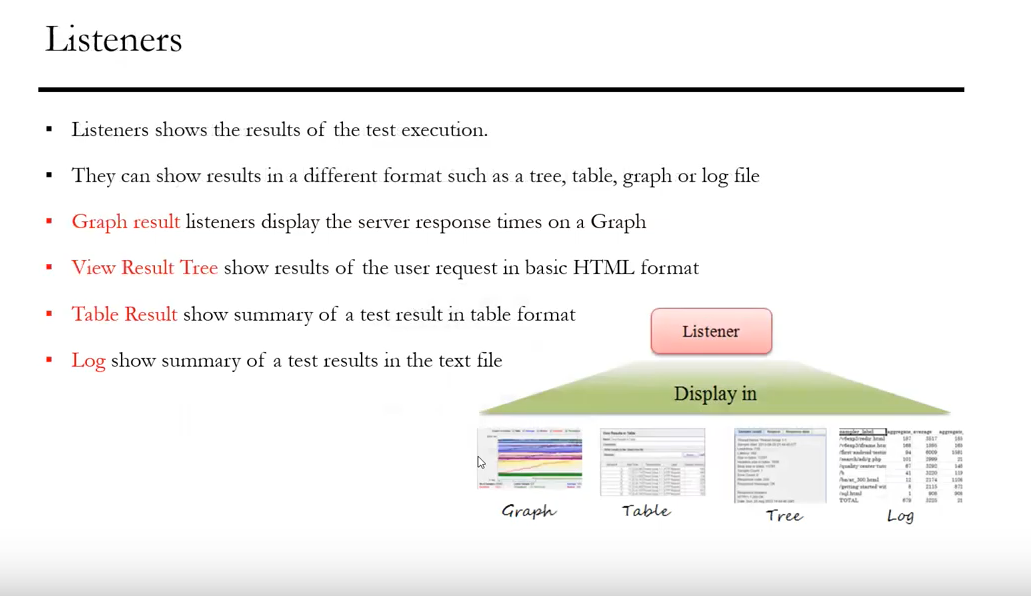 Listeners
Listeners shows the results of the test execution.
They can show results in a different format such as a tree, table, graph or log file
Graph result listeners display the server response times on a Graph
View Result Tree show results of the user request in basic HTML format
Table Result show summary of a test result in table format
Log show summary of a test results in the text file
Listener
Display in
Graph
Table
Tree
Log